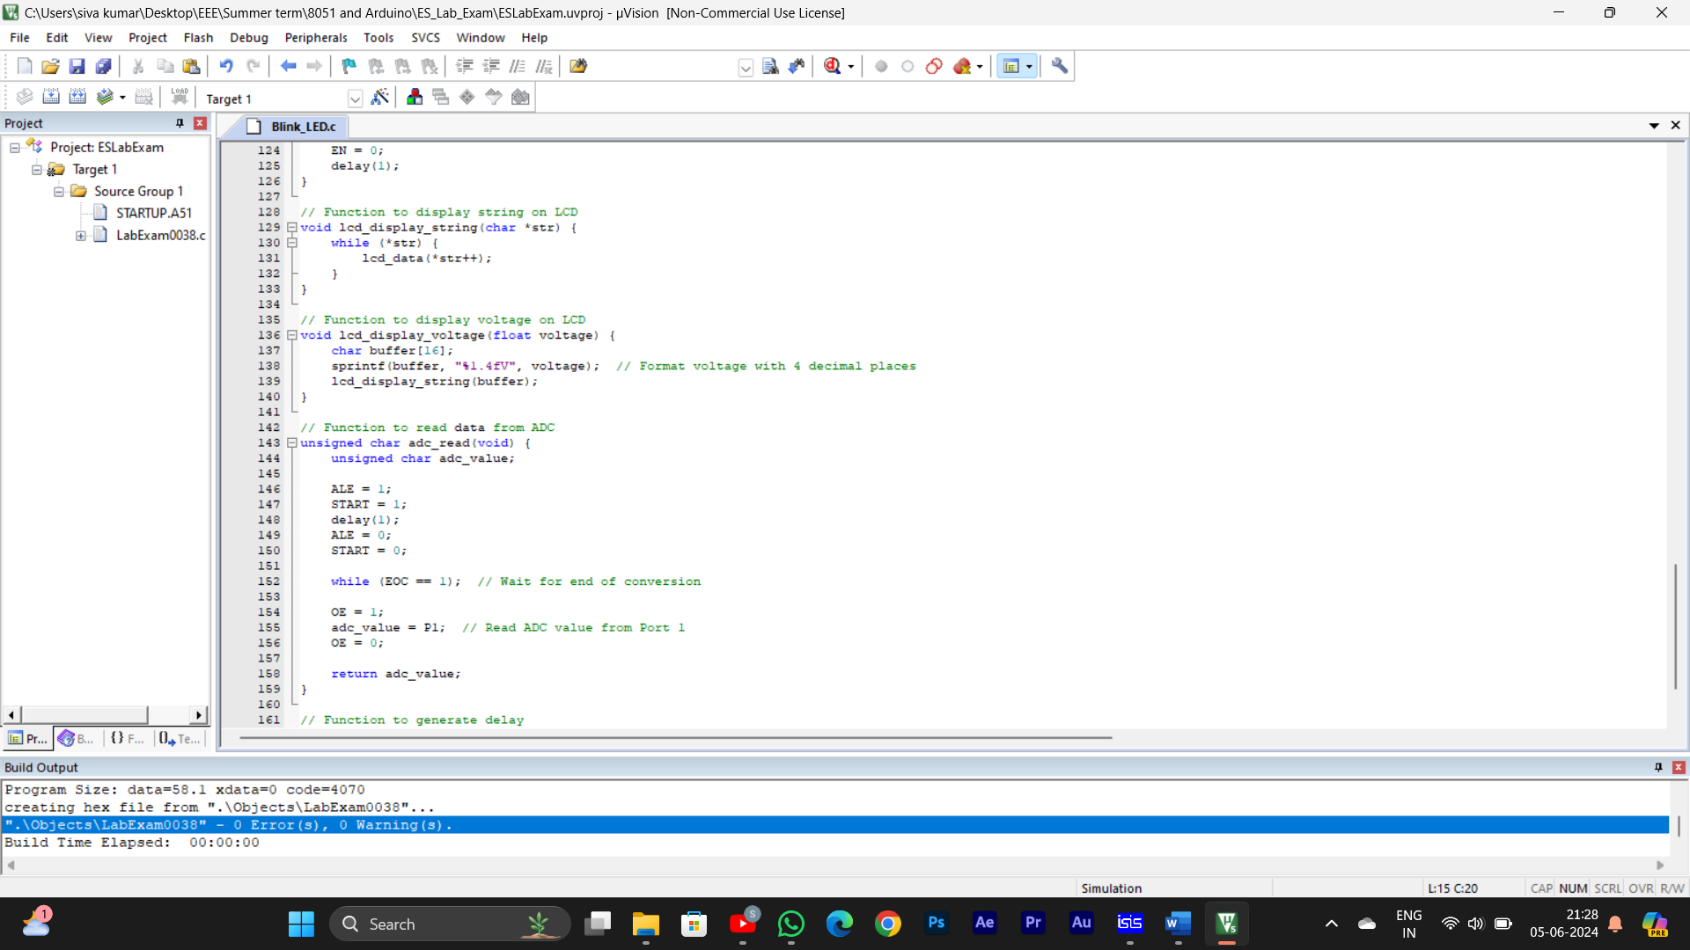 C:\Users\siva kumar\Desktop\EEE\Summer term\8051 and Arduino\ES_Lab_Exam\ESLabExam.uvproj - µVision [Non-Commercial Use License]
File Edit View Project Flash Debug Peripherals Tools SVCS Window Help
LOAD Target 1
Project
Blink_LED.c
Project: ESLabExam
Target 1
Source Group 1
STARTUP.A51
LabExam0038.c
124 EN = 0;
125 delay(1);
126 }
127
128 // Function to display string on LCD
129 void lcd_display_string(char *str) {
130 while (*str) {
131 lcd_data(*str++);
132 }
133 }
134
135 // Function to display voltage on LCD
136 void lcd_display_voltage(float voltage) {
137 char buffer[16];
138 sprintf(buffer, "%1.4fV", voltage); // Format voltage with 4 decimal places
139 lcd_display_string(buffer);
140 }
141
142 // Function to read data from ADC
143 unsigned char adc_read(void) {
144 unsigned char adc_value;
145
146 ALE = 1;
147 START = 1;
148 delay(1);
149 ALE = 0;
150 START = 0;
151
152 while (EOC == 1); // Wait for end of conversion
153
154 OE = 1;
155 adc_value = P1; // Read ADC value from Port 1
156 OE = 0;
157
158 return adc_value;
159 }
160
161 // Function to generate delay
Pr... B... {} F... Te...
Build Output
Program Size: data=58.1 xdata=0 code=4070
creating hex file from ".\Objects\LabExam0038"...
".\Objects\LabExam0038" - 0 Error(s), 0 Warning(s).
Build Time Elapsed: 00:00:00
Simulation L:15 C:20 CAP NUM SCRL OVR R/W
1 Search S Ps Ae Pr Au isis W ENG IN 21:28 05-06-2024 PRE